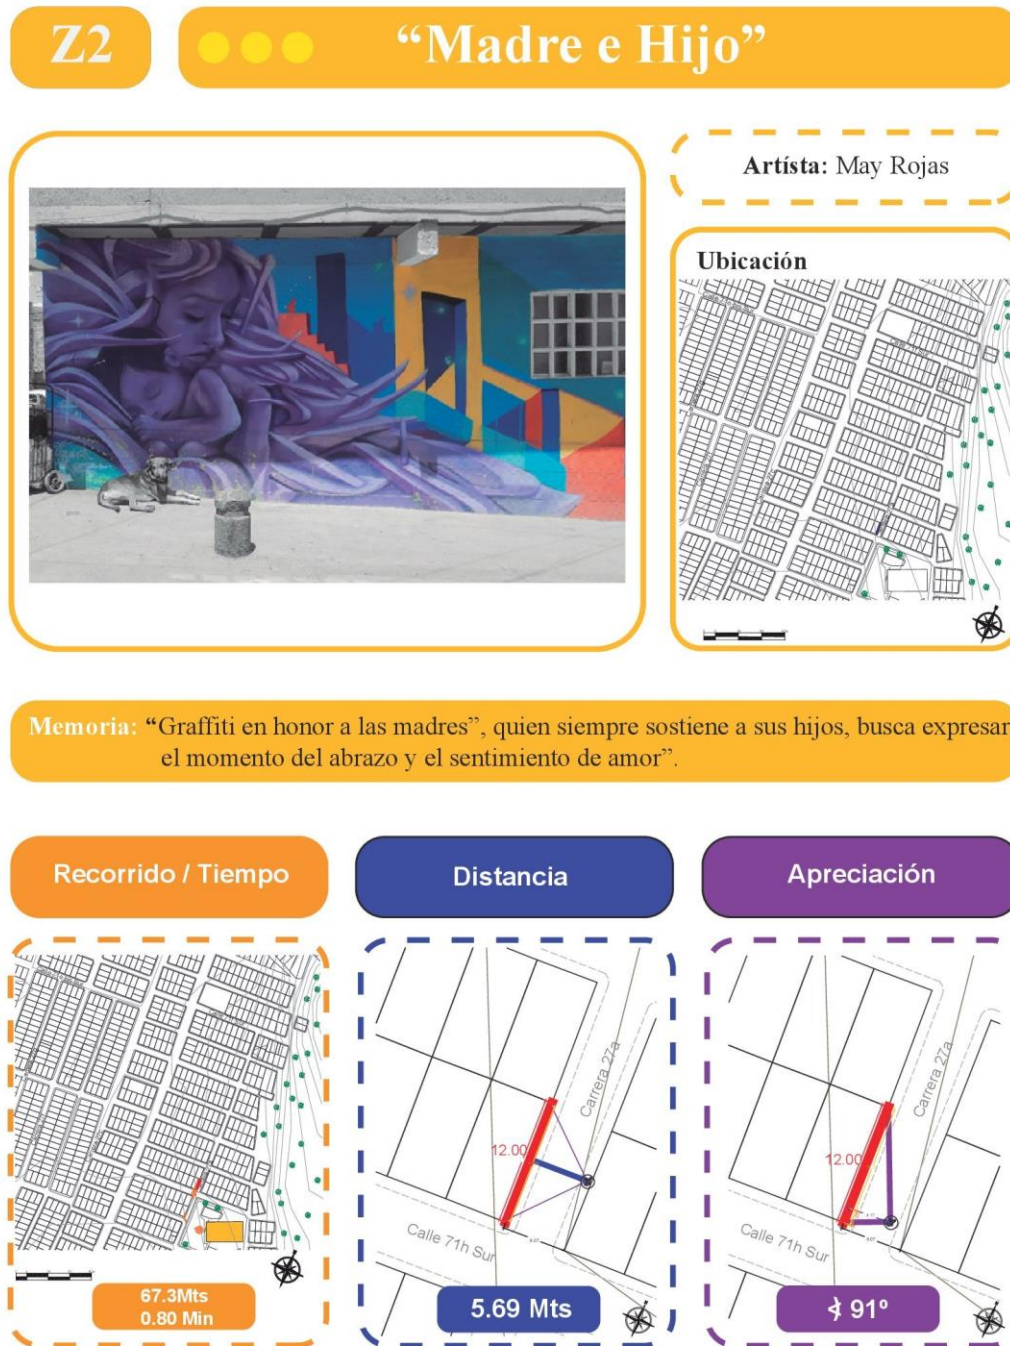 Z2
“Madre e Hijo”
Artísta: May Rojas
Ubicación
Memoria: “Graffiti en honor a las madres”, quien siempre sostiene a sus hijos, busca expresar
el momento del abrazo y el sentimiento de amor”.
Recorrido / Tiempo
Distancia
Apreciación
67.3Mts
0.80 Min
12.00
Carrera 27a
Calle 71h Sur
5.69 Mts
12.00
Carrera 27a
Calle 71h Sur
∢ 91º